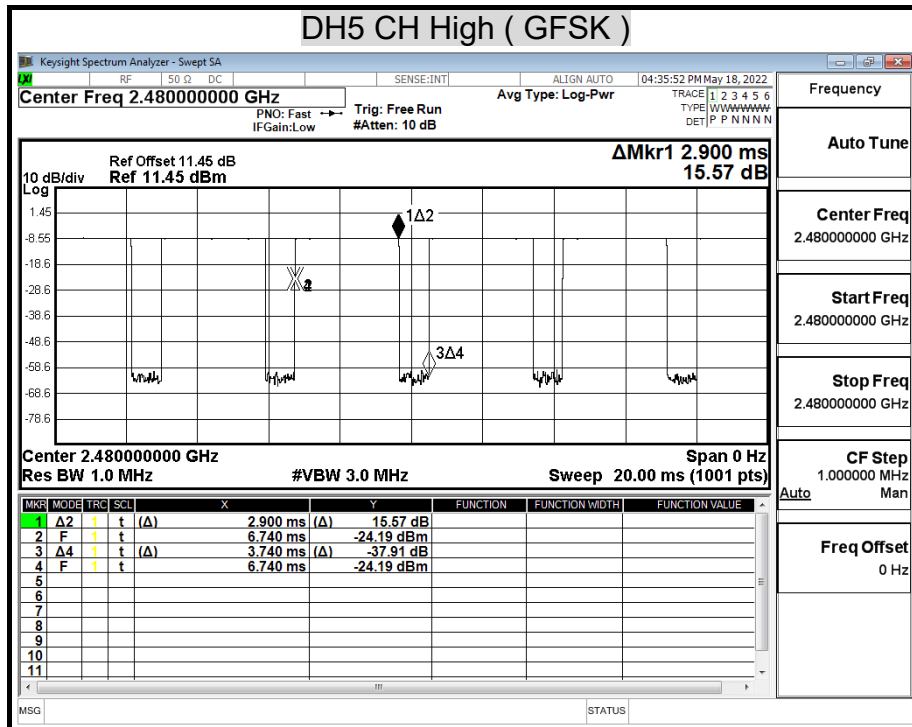 DH5 CH High ( GFSK )
Keysight Spectrum Analyzer - Swept SA
LXI RF 50 Ω DC SENSE:INT ALIGN AUTO 04:35:52 PM May 18, 2022
Center Freq 2.480000000 GHz
PNO: Fast
IFGain:Low
Trig: Free Run
#Atten: 10 dB
Avg Type: Log-Pwr
TRACE 1 2 3 4 5 6
TYPE WWWWWW
DET P P N N N N
ΔMkr1 2.900 ms
15.57 dB
Ref Offset 11.45 dB
10 dB/div Ref 11.45 dBm
Log
1.45
-8.55
-18.6
-28.6
-38.6
-48.6
-58.6
-68.6
-78.6
1Δ2
3Δ4
Center 2.480000000 GHz Span 0 Hz
Res BW 1.0 MHz #VBW 3.0 MHz Sweep 20.00 ms (1001 pts)
MKR MODE TRC SCL X Y FUNCTION FUNCTION WIDTH FUNCTION VALUE
1 Δ2 1 t (Δ) 2.900 ms (Δ) 15.57 dB
2 F 1 t 6.740 ms -24.19 dBm
3 Δ4 1 t (Δ) 3.740 ms (Δ) -37.91 dB
4 F 1 t 6.740 ms -24.19 dBm
5
6
7
8
9
10
11
MSG STATUS
Frequency
Auto Tune
Center Freq
2.480000000 GHz
Start Freq
2.480000000 GHz
Stop Freq
2.480000000 GHz
CF Step
1.000000 MHz
Auto Man
Freq Offset
0 Hz